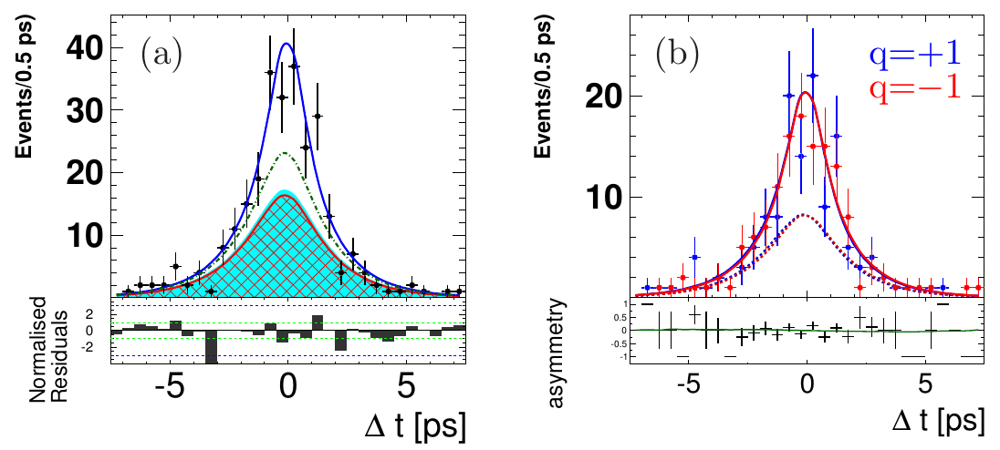 Events/0.5 ps)
(a)
40
30
20
10
Normalised
Residuals
2
0
-2
-5 0 5
Δ t [ps]
Events/0.5 ps)
(b)
q=+1
q=−1
20
10
asymmetry
1
0.5
0
-0.5
-1
-5 0 5
Δ t [ps]